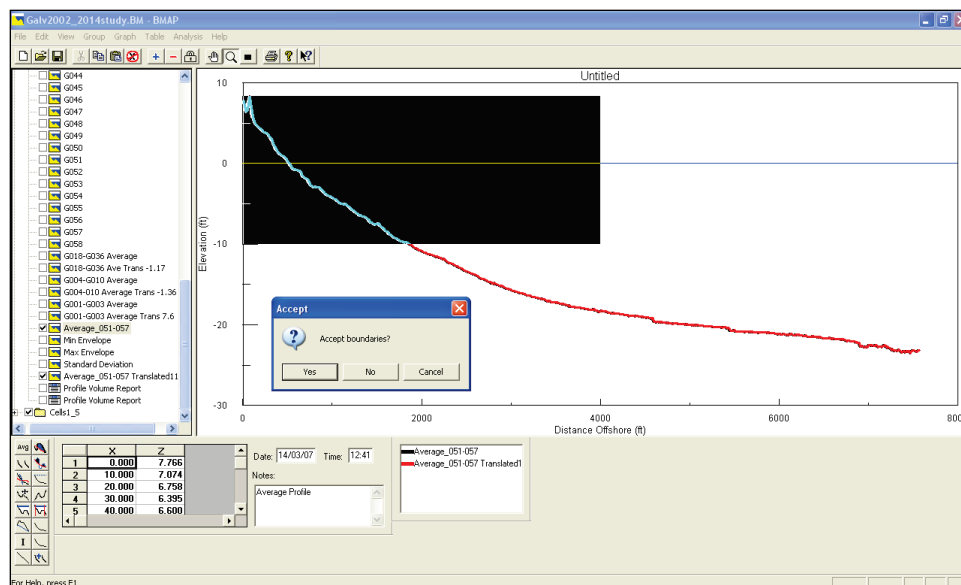 Galv2002_2014study.BM - BMAP
File Edit View Group Graph Table Analysis Help
G044
G045
G046
G047
G048
G049
G050
G051
G052
G053
G054
G055
G056
G057
G058
G018-G036 Average
G018-G036 Ave Trans -1.17
G004-G010 Average
G004-010 Average Trans -1.36
G001-G003 Average
G001-G003 Average Trans 7.6
Average_051-057
Min Envelope
Max Envelope
Standard Deviation
Average_051-057 Translated11
Profile Volume Report
Profile Volume Report
Cells1_5
Untitled
10
0
-10
-20
-30
Elevation (ft)
0 2000 4000 6000 800
Distance Offshore (ft)
Accept
Accept boundaries?
Yes No Cancel
Avg
X Z
1 0.000 7.766
2 10.000 7.074
3 20.000 6.758
4 30.000 6.395
5 40.000 6.600
Date: 14/03/07 Time: 12:41
Notes:
Average Profile
Average_051-057
Average_051-057 Translated1
For Help, press F1